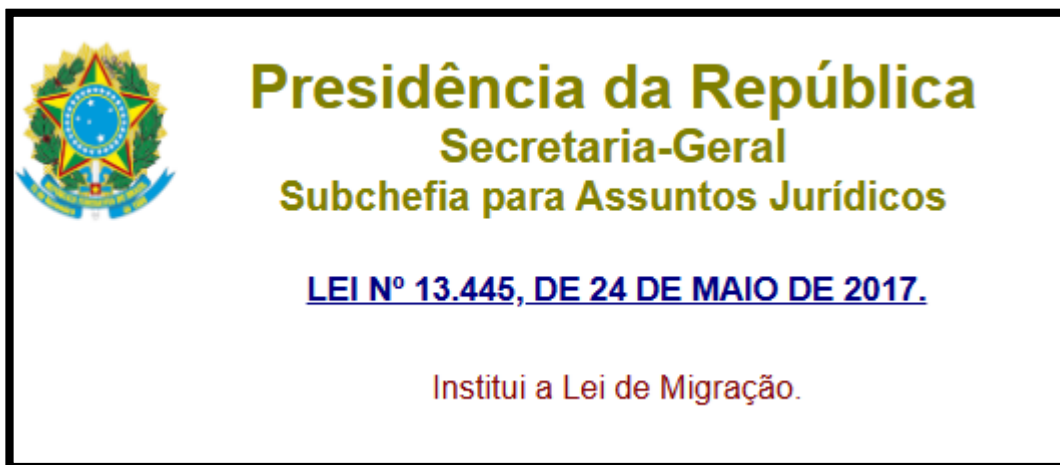 Presidência da República
Secretaria-Geral
Subchefia para Assuntos Jurídicos
LEI Nº 13.445, DE 24 DE MAIO DE 2017.
Institui a Lei de Migração.